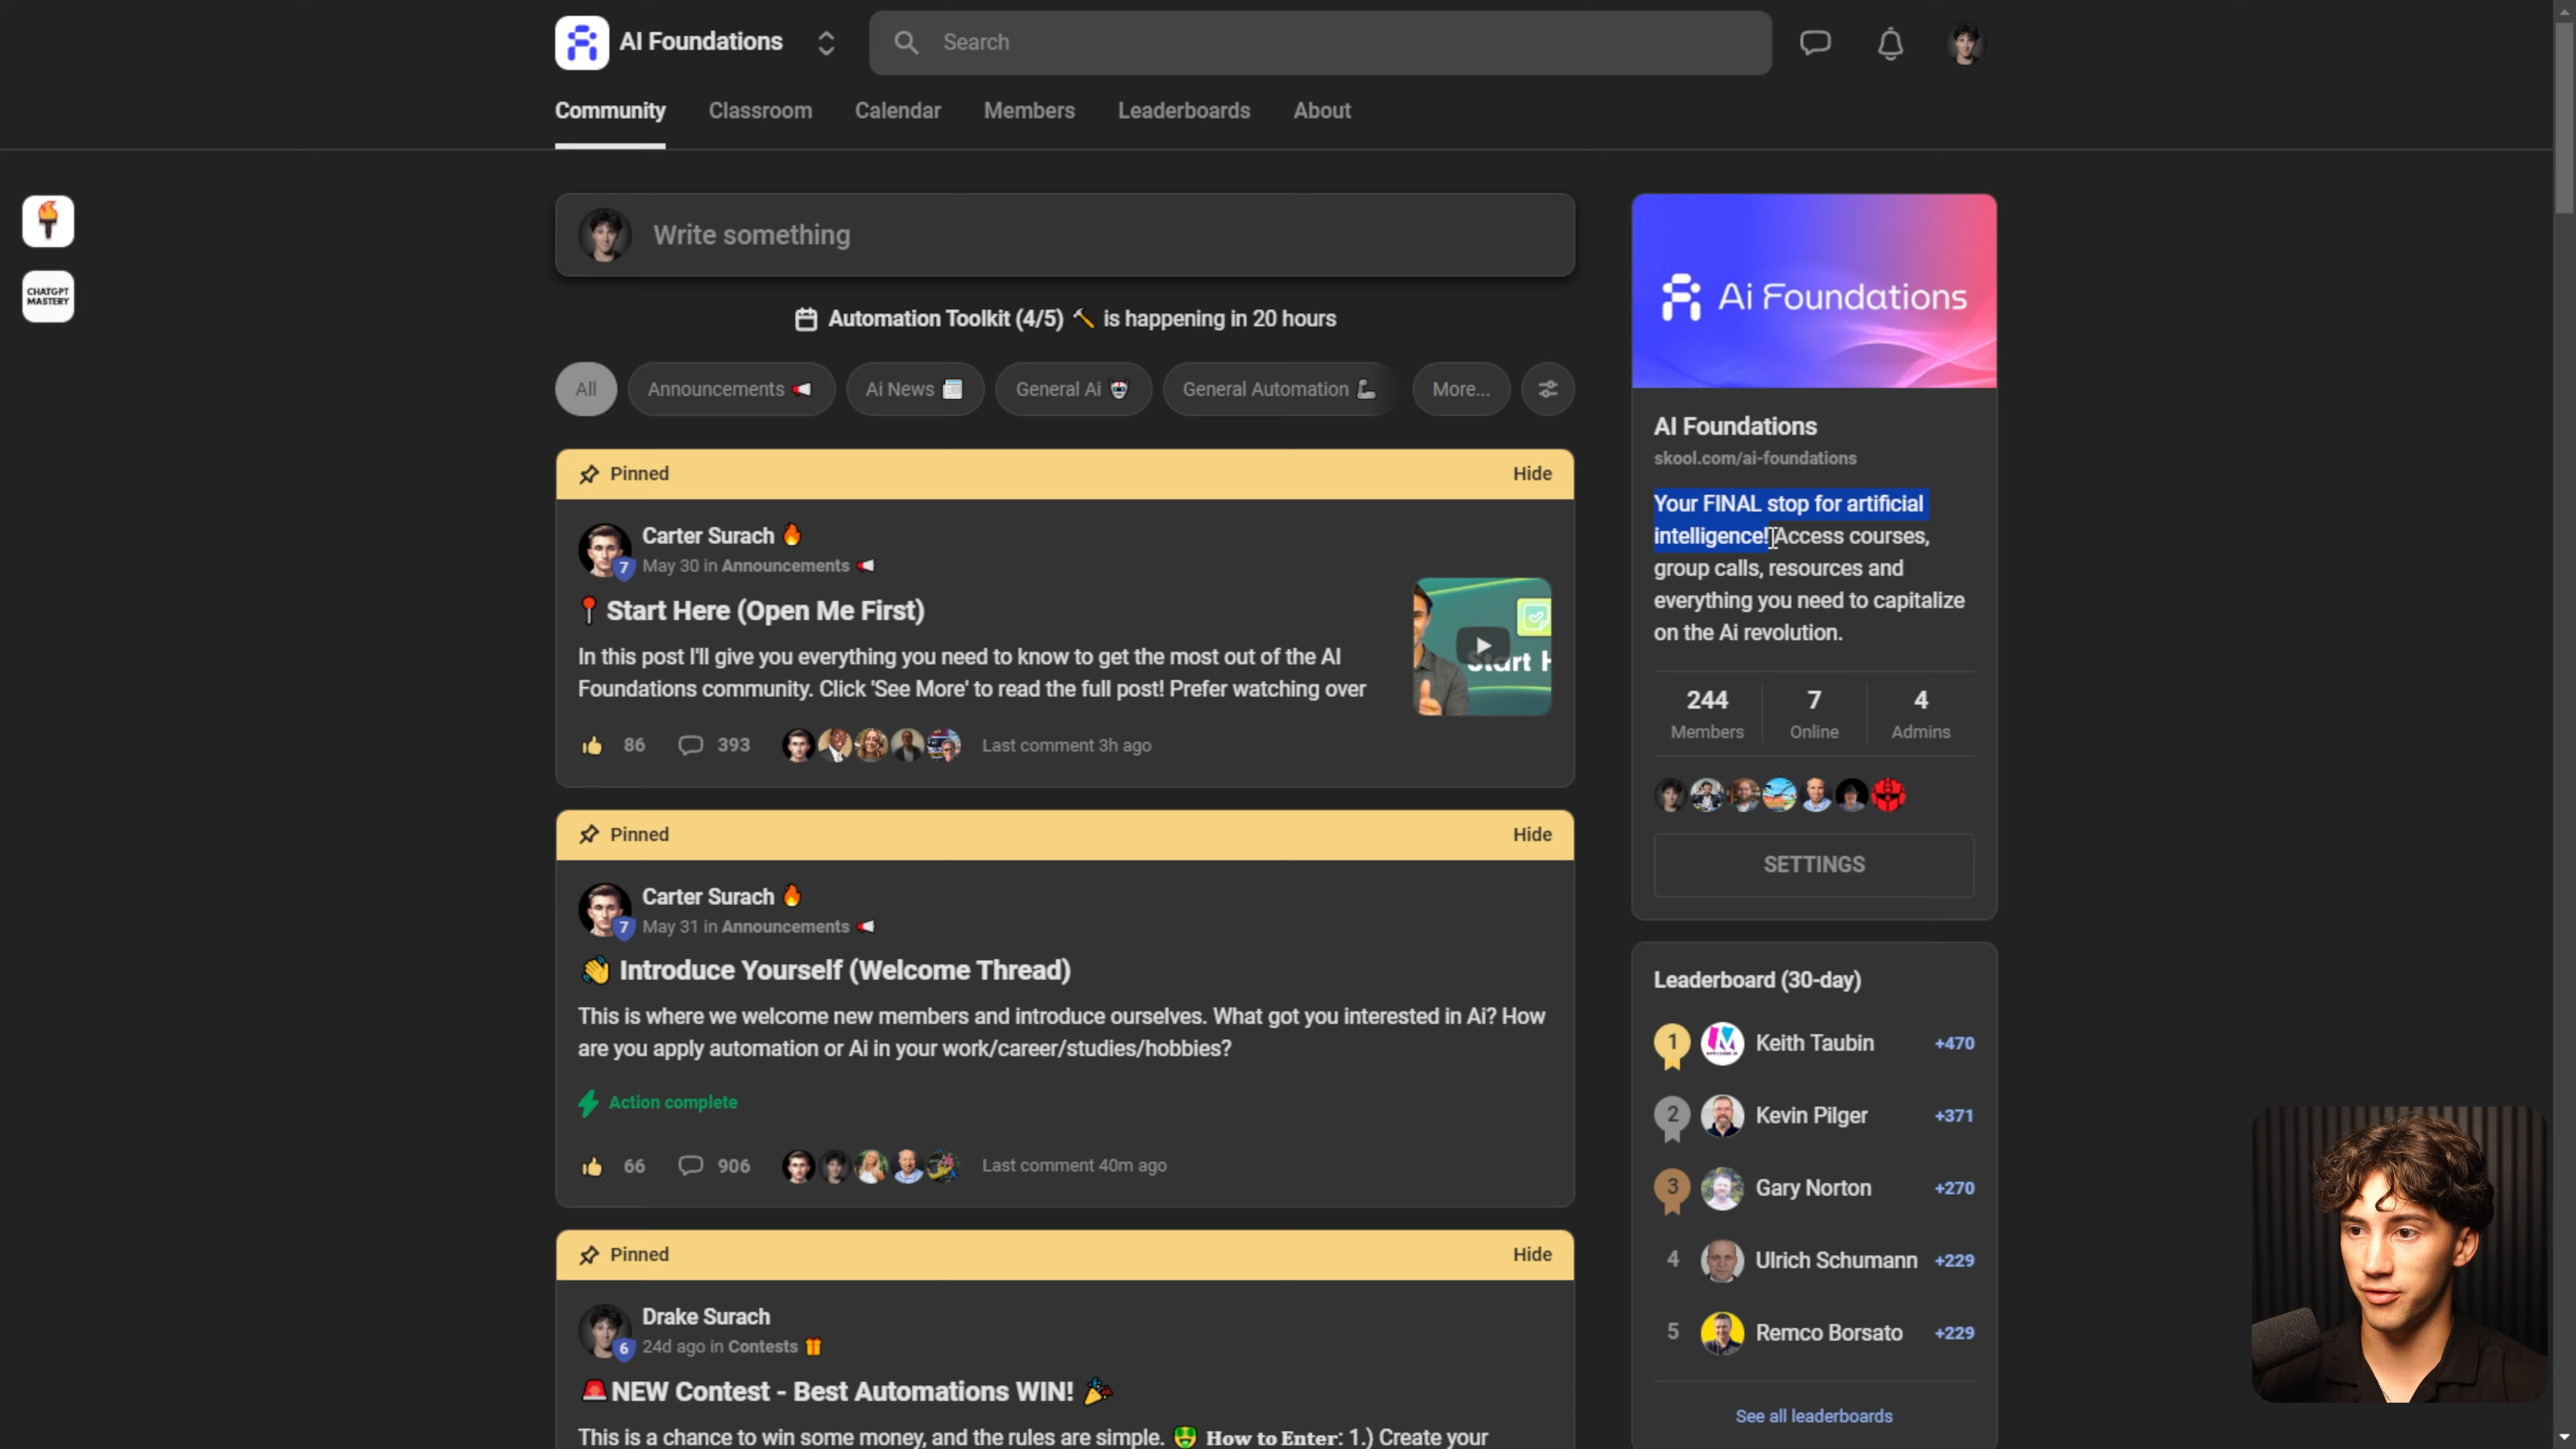 AI Foundations
Search
Community Classroom Calendar Members Leaderboards About
CHATGPT
MASTERY
Write something
Automation Toolkit (4/5) 🔨 is happening in 20 hours
All Announcements 📢 Ai News 📰 General Ai 🤖 General Automation 🦾 More...
Pinned Hide
Carter Surach 🔥
7 May 30 in Announcements 📢
📍 Start Here (Open Me First)
In this post I'll give you everything you need to know to get the most out of the AI
Foundations community. Click 'See More' to read the full post! Prefer watching over
Start H
86 393 Last comment 3h ago
Pinned Hide
Carter Surach 🔥
7 May 31 in Announcements 📢
👋 Introduce Yourself (Welcome Thread)
This is where we welcome new members and introduce ourselves. What got you interested in Ai? How
are you apply automation or Ai in your work/career/studies/hobbies?
Action complete
66 906 Last comment 40m ago
Pinned Hide
Drake Surach
6 24d ago in Contests 🎁
🚨NEW Contest - Best Automations WIN! 🎉
This is a chance to win some money, and the rules are simple. 🤑 How to Enter: 1.) Create your
Ai Foundations
AI Foundations
skool.com/ai-foundations
Your FINAL stop for artificial
intelligence! Access courses,
group calls, resources and
everything you need to capitalize
on the Ai revolution.
244 7 4
Members Online Admins
SETTINGS
Leaderboard (30-day)
1 Keith Taubin +470
2 Kevin Pilger +371
3 Gary Norton +270
4 Ulrich Schumann +229
5 Remco Borsato +229
See all leaderboards